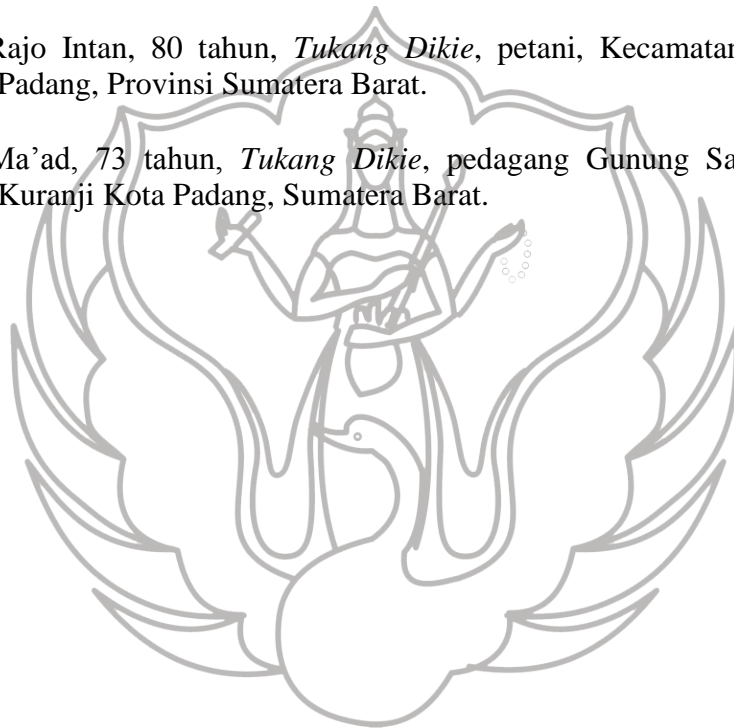 Rajo Intan, 80 tahun, Tukang Dikie, petani, Kecamatan
Padang, Provinsi Sumatera Barat.
Ma’ad, 73 tahun, Tukang Dikie, pedagang Gunung Sa
Kuranji Kota Padang, Sumatera Barat.